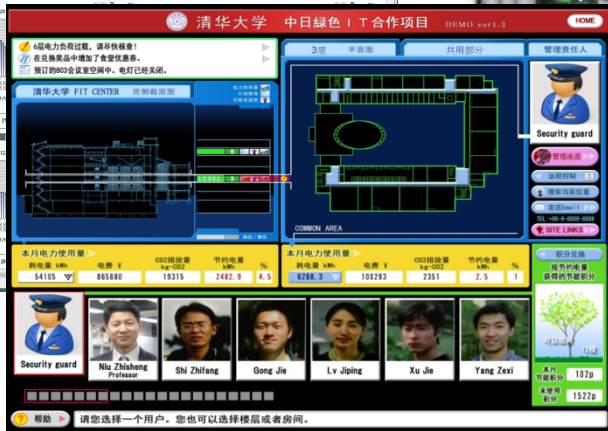 清华大学 中日緑色IT合作项目 DEMO ver1.3
HOME
6层电力负荷过载，请尽快核查！
在兑换奖品中增加了食堂优惠券。
预订的803会议室空闲中。电灯已经关闭。
3层 平面图
共用部分
管理责任人
清华大学 FIT CENTER 西侧截面图
Security guard
管理画面
远程控制
搜索当前位置
发送Email
SITE LINKS
LEVEL 3
COMMON AREA
本月电力使用量
耗电量 kWh 电费 ¥ CO2排放量 kg-CO2 节约电量 kWh %
54105 865680 19315 2482.9 4.5
本月电力使用量
耗电量 kWh 电费 ¥ CO2排放量 kg-CO2 节约电量 kWh %
6268.3 100293 2351 2.5 1
积分兑换
按节约电量
获得的节能积分
本月
节能积分 102p
未使用
积分 1522p
Security guard
Niu Zhisheng
Professor
Shi Zhifang
Gong Jie
Lv Jiping
Xu Jie
Yang Zexi
帮助 请您选择一个用户。您也可以选择楼层或者房间。